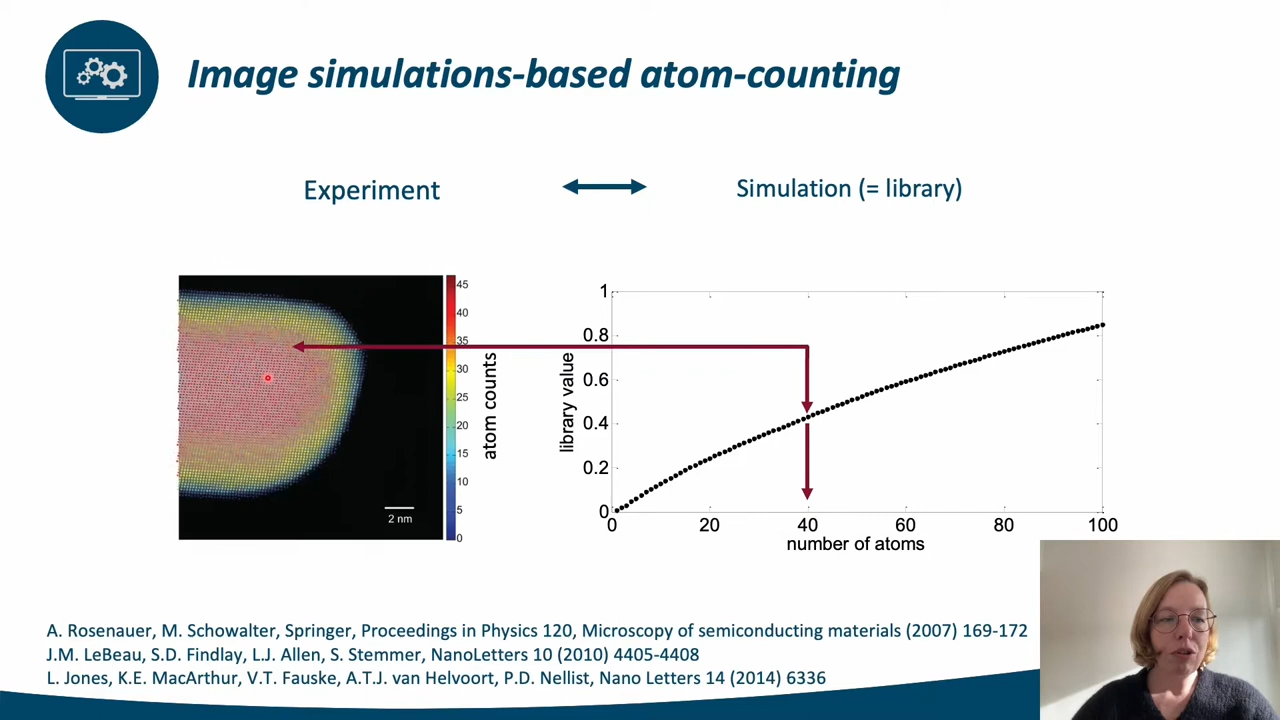 Image simulations-based atom-counting
Experiment
Simulation (= library)
45
40
35
30
25
20
15
10
5
0
atom counts
2 nm
1
0.8
0.6
0.4
0.2
0
library value
0
20
40
60
80
100
number of atoms
A. Rosenauer, M. Schowalter, Springer, Proceedings in Physics 120, Microscopy of semiconducting materials (2007) 169-172
J.M. LeBeau, S.D. Findlay, L.J. Allen, S. Stemmer, NanoLetters 10 (2010) 4405-4408
L. Jones, K.E. MacArthur, V.T. Fauske, A.T.J. van Helvoort, P.D. Nellist, Nano Letters 14 (2014) 6336